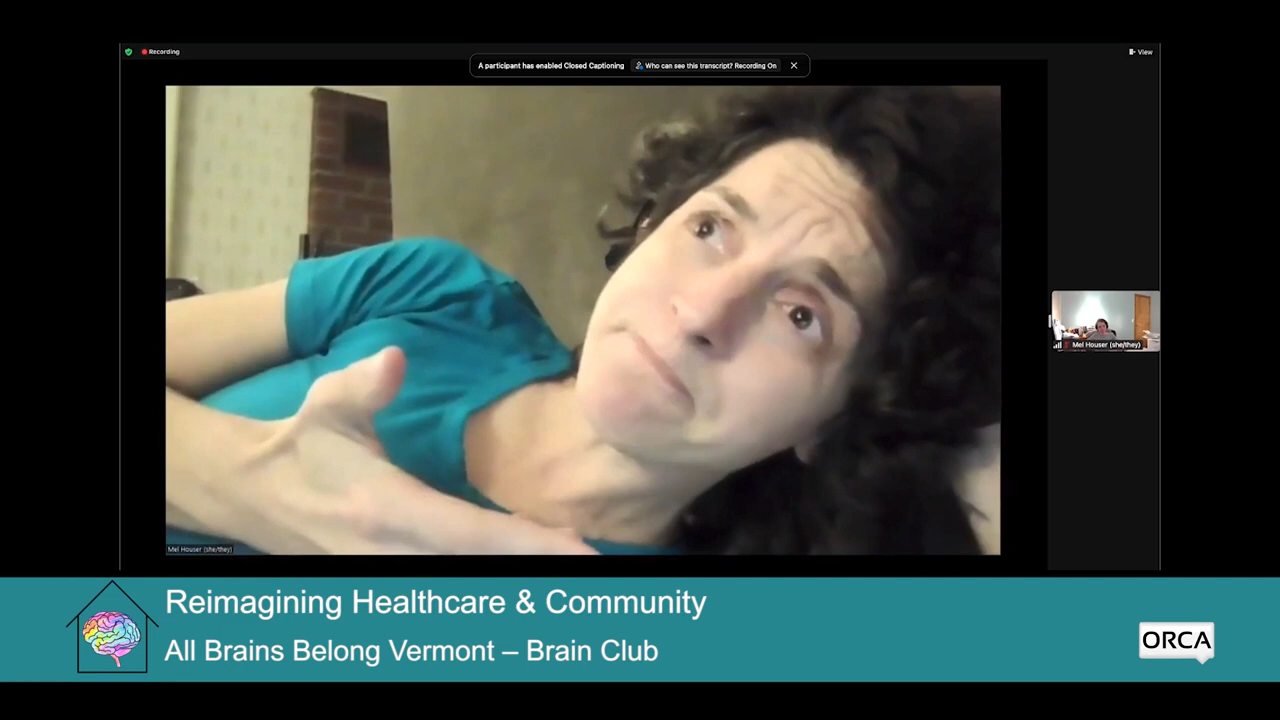 Recording
View
A participant has enabled Closed Captioning
Who can see this transcript? Recording On
Mel Houser (she/they)
Mel Houser (she/they)
Reimagining Healthcare & Community
All Brains Belong Vermont – Brain Club
ORCA